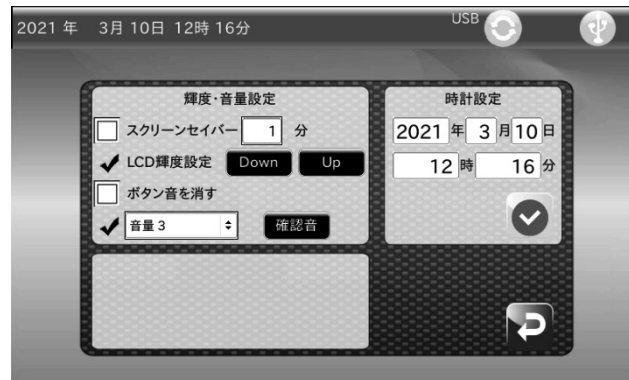 2021 年 3月 10日 12時 16分 USB
輝度・音量設定
スクリーンセイバー 1 分
LCD輝度設定 Down Up
ボタン音を消す
音量 3 確認音
時計設定
2021 年 3 月 10 日
12 時 16 分